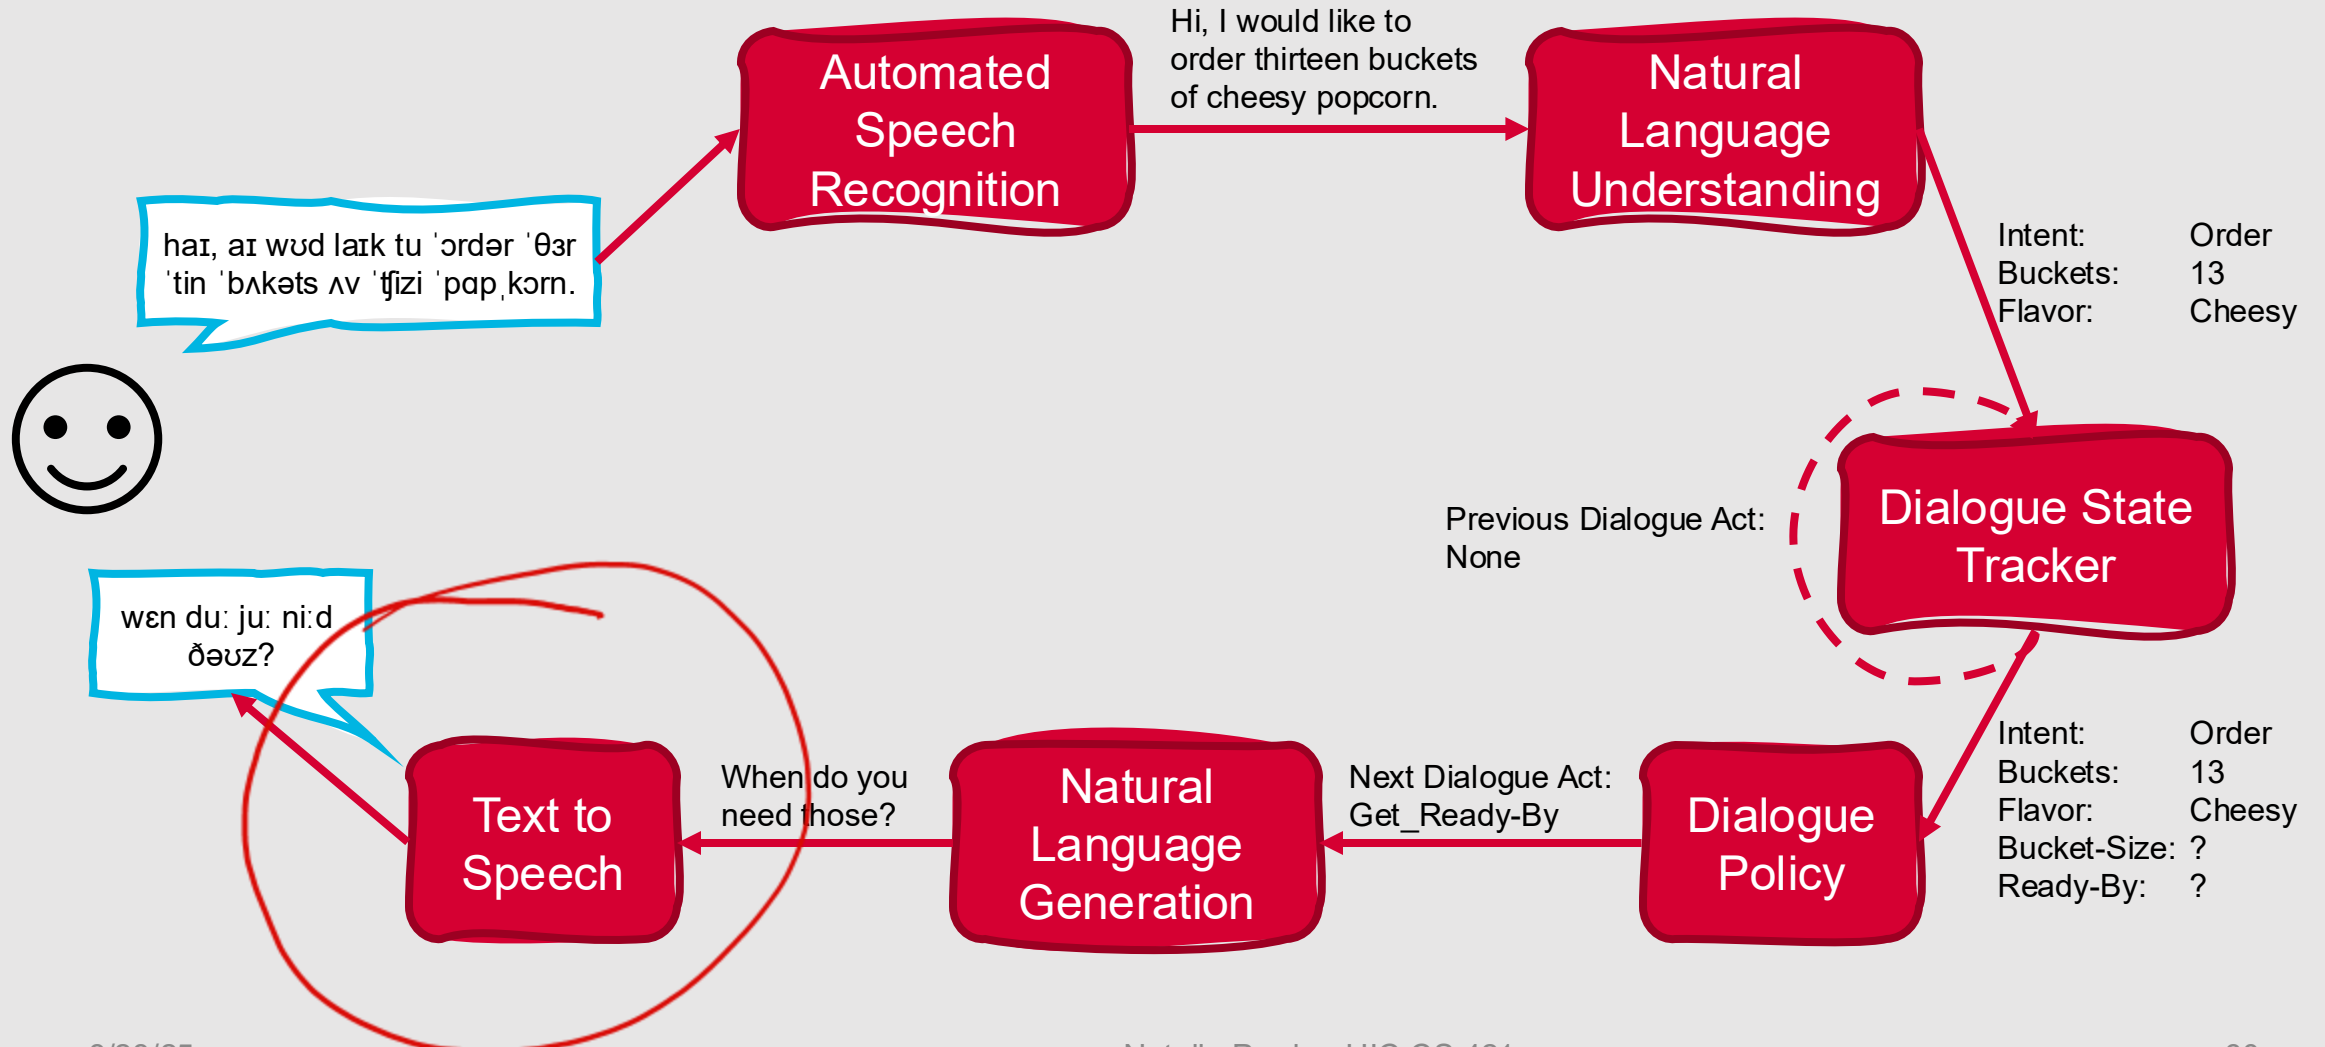 Hi, I would like to
order thirteen buckets
of cheesy popcorn.
Automated
Speech
Recognition
Natural
Language
Understanding
haɪ, aɪ wʊd laɪk tu ˈɔrdər ˈθɜr
ˈtin ˈbʌkəts ʌv ˈʧizi ˈpɑpˌkɔrn.
Intent: Order
Buckets: 13
Flavor: Cheesy
Dialogue State
Tracker
Previous Dialogue Act:
None
wɛn duː juː niːd
ðəʊz?
Intent: Order
Buckets: 13
Flavor: Cheesy
Bucket-Size: ?
Ready-By: ?
Dialogue
Policy
Next Dialogue Act:
Get_Ready-By
Natural
Language
Generation
When do you
need those?
Text to
Speech